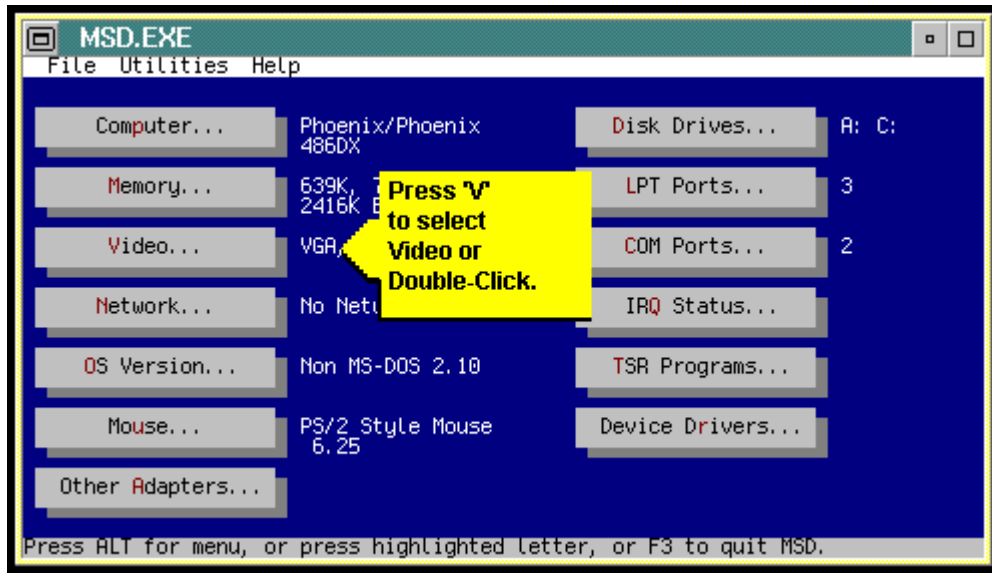 MSD.EXE
File Utilities Help
Computer...
Phoenix/Phoenix
486DX
Disk Drives...
A: C:
Memory...
639K,
2416K
LPT Ports...
3
Press 'V'
to select
Video or
Double-Click.
Video...
VGA,
COM Ports...
2
Network...
No
IRQ Status...
OS Version...
Non MS-DOS 2.10
TSR Programs...
Mouse...
PS/2 Style Mouse
6.25
Device Drivers...
Other Adapters...
Press ALT for menu, or press highlighted letter, or F3 to quit MSD.